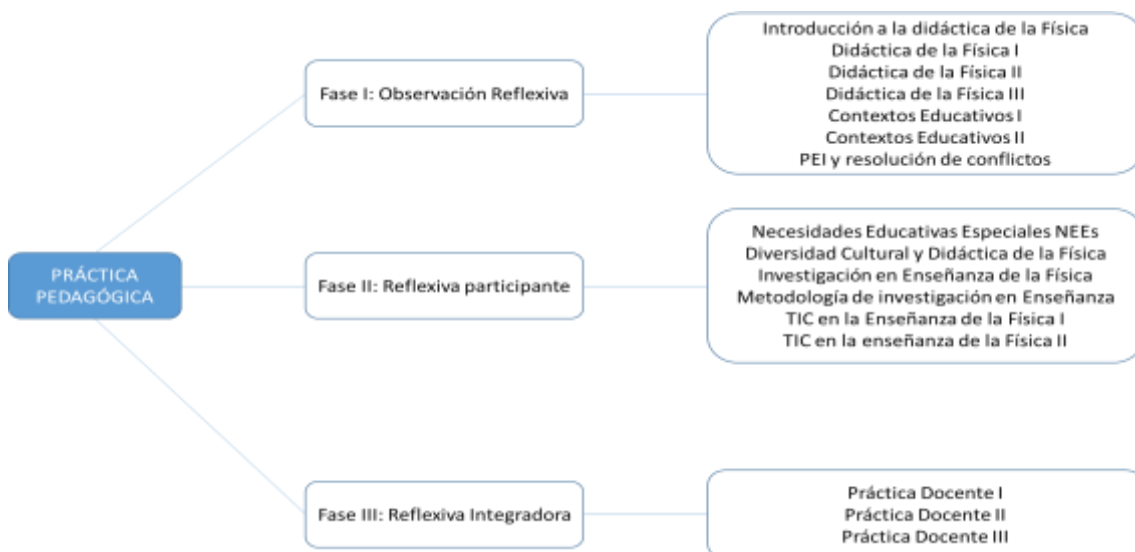 PRÁCTICA
PEDAGÓGICA
Fase I: Observación Reflexiva
Introducción a la didáctica de la Física
Didáctica de la Física I
Didáctica de la Física II
Didáctica de la Física III
Contextos Educativos I
Contextos Educativos II
PEI y resolución de conflictos
Fase II: Reflexiva participante
Necesidades Educativas Especiales NEEs
Diversidad Cultural y Didáctica de la Física
Investigación en Enseñanza de la Física
Metodología de investigación en Enseñanza
TIC en la Enseñanza de la Física I
TIC en la enseñanza de la Física II
Fase III: Reflexiva Integradora
Práctica Docente I
Práctica Docente II
Práctica Docente III